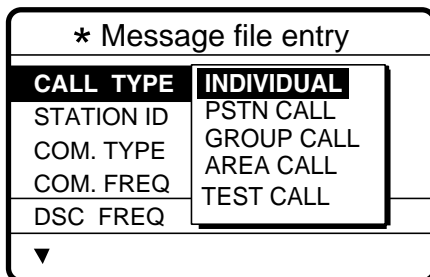 * Message file entry
CALL TYPE
INDIVIDUAL
STATION ID
PSTN CALL
COM. TYPE
GROUP CALL
COM. FREQ
AREA CALL
DSC FREQ
TEST CALL
▼